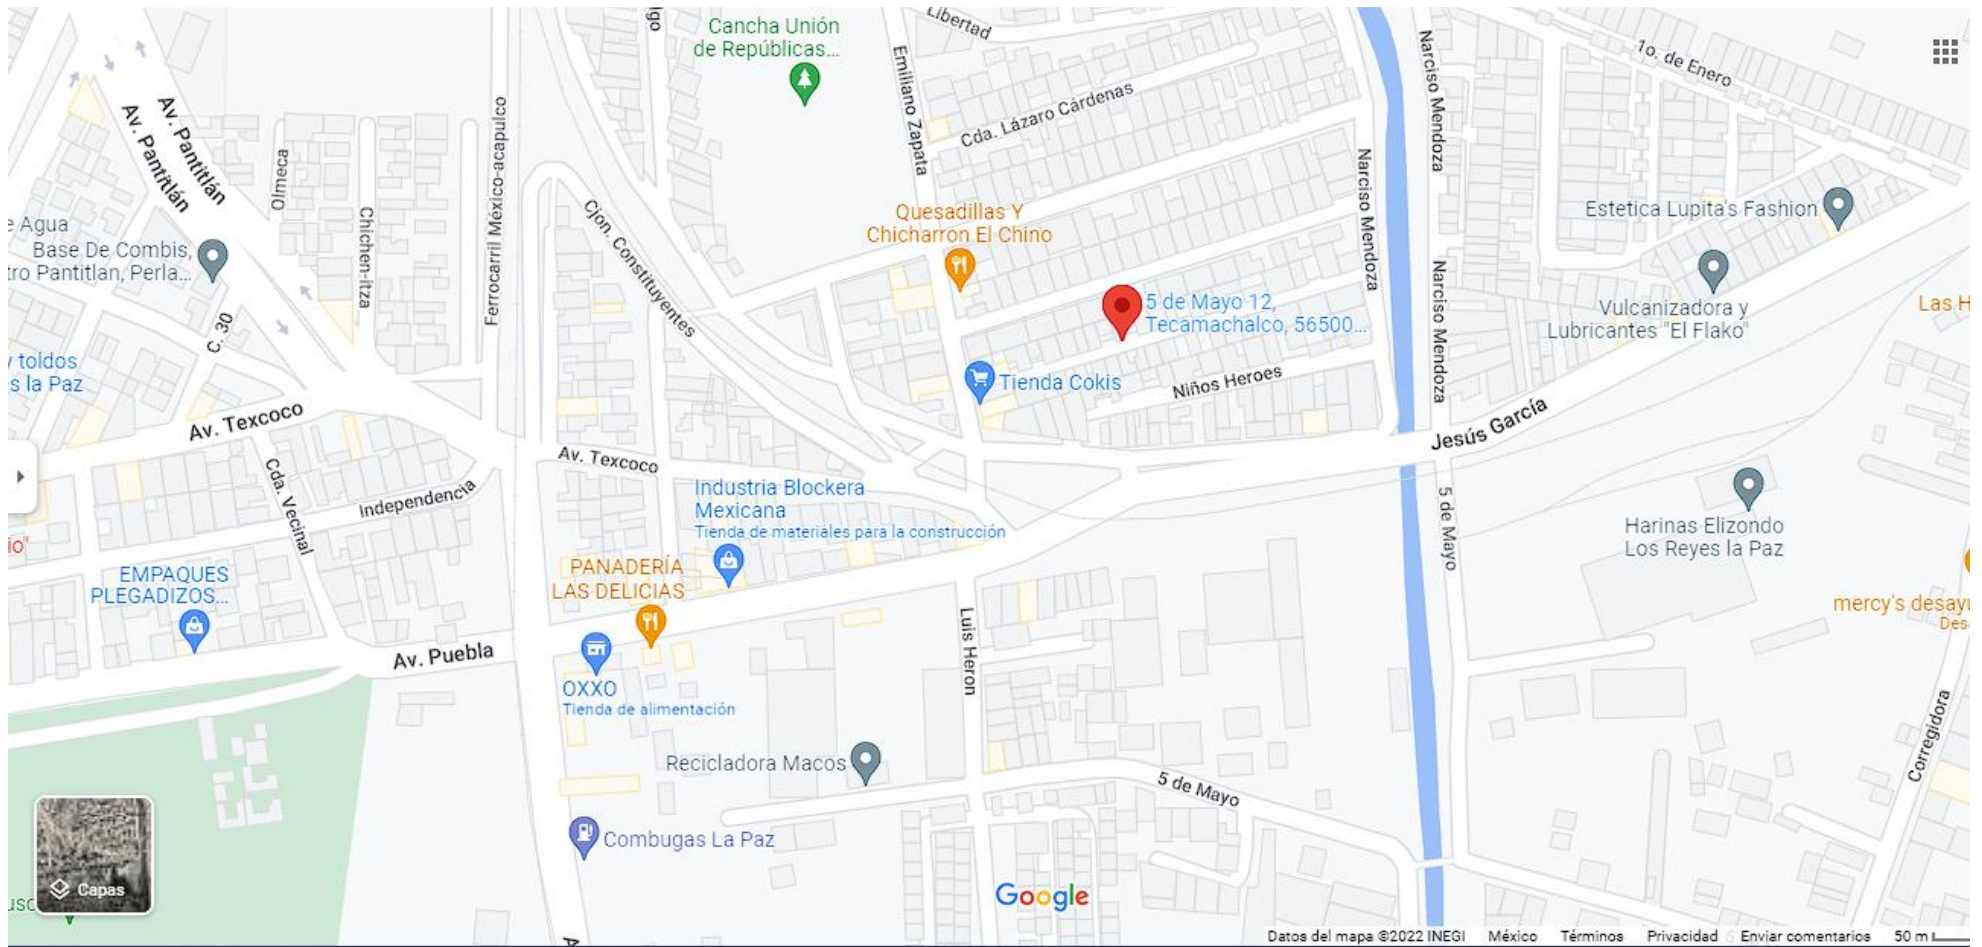 Libertad
Cancha Unión
de Repúblicas...
Emiliano Zapata
Narciso Mendoza
1o. de Enero
Av. Pantitlán
Av. Pantitlán
Cda. Lázaro Cárdenas
Ferrocarril México-acapulco
Olmeca
Narciso Mendoza
Chichen-itza
Cjon. Constituyentes
Quesadillas Y
Chicharron El Chino
Estetica Lupita's Fashion
Agua
Base De Combis,
tro Pantitlan, Perla...
Narciso Mendoza
5 de Mayo 12,
Tecamachalco, 56500...
Vulcanizadora y
Lubricantes "El Flako"
Las H
C. 30
y toldos
s la Paz
Tienda Cokis
Niños Heroes
Av. Texcoco
Jesús García
Av. Texcoco
Cda. Vecinal
Independencia
Industria Blockera
Mexicana
Tienda de materiales para la construcción
5 de Mayo
Harinas Elizondo
Los Reyes la Paz
io"
EMPAQUES
PLEGADIZOS...
PANADERÍA
LAS DELICIAS
mercy's desay
Des
Luis Heron
Av. Puebla
OXXO
Tienda de alimentación
Recicladora Macos
5 de Mayo
Corregidora
Combugas La Paz
Capas
Google
Datos del mapa ©2022 INEGI México Términos Privacidad Enviar comentarios 50 m